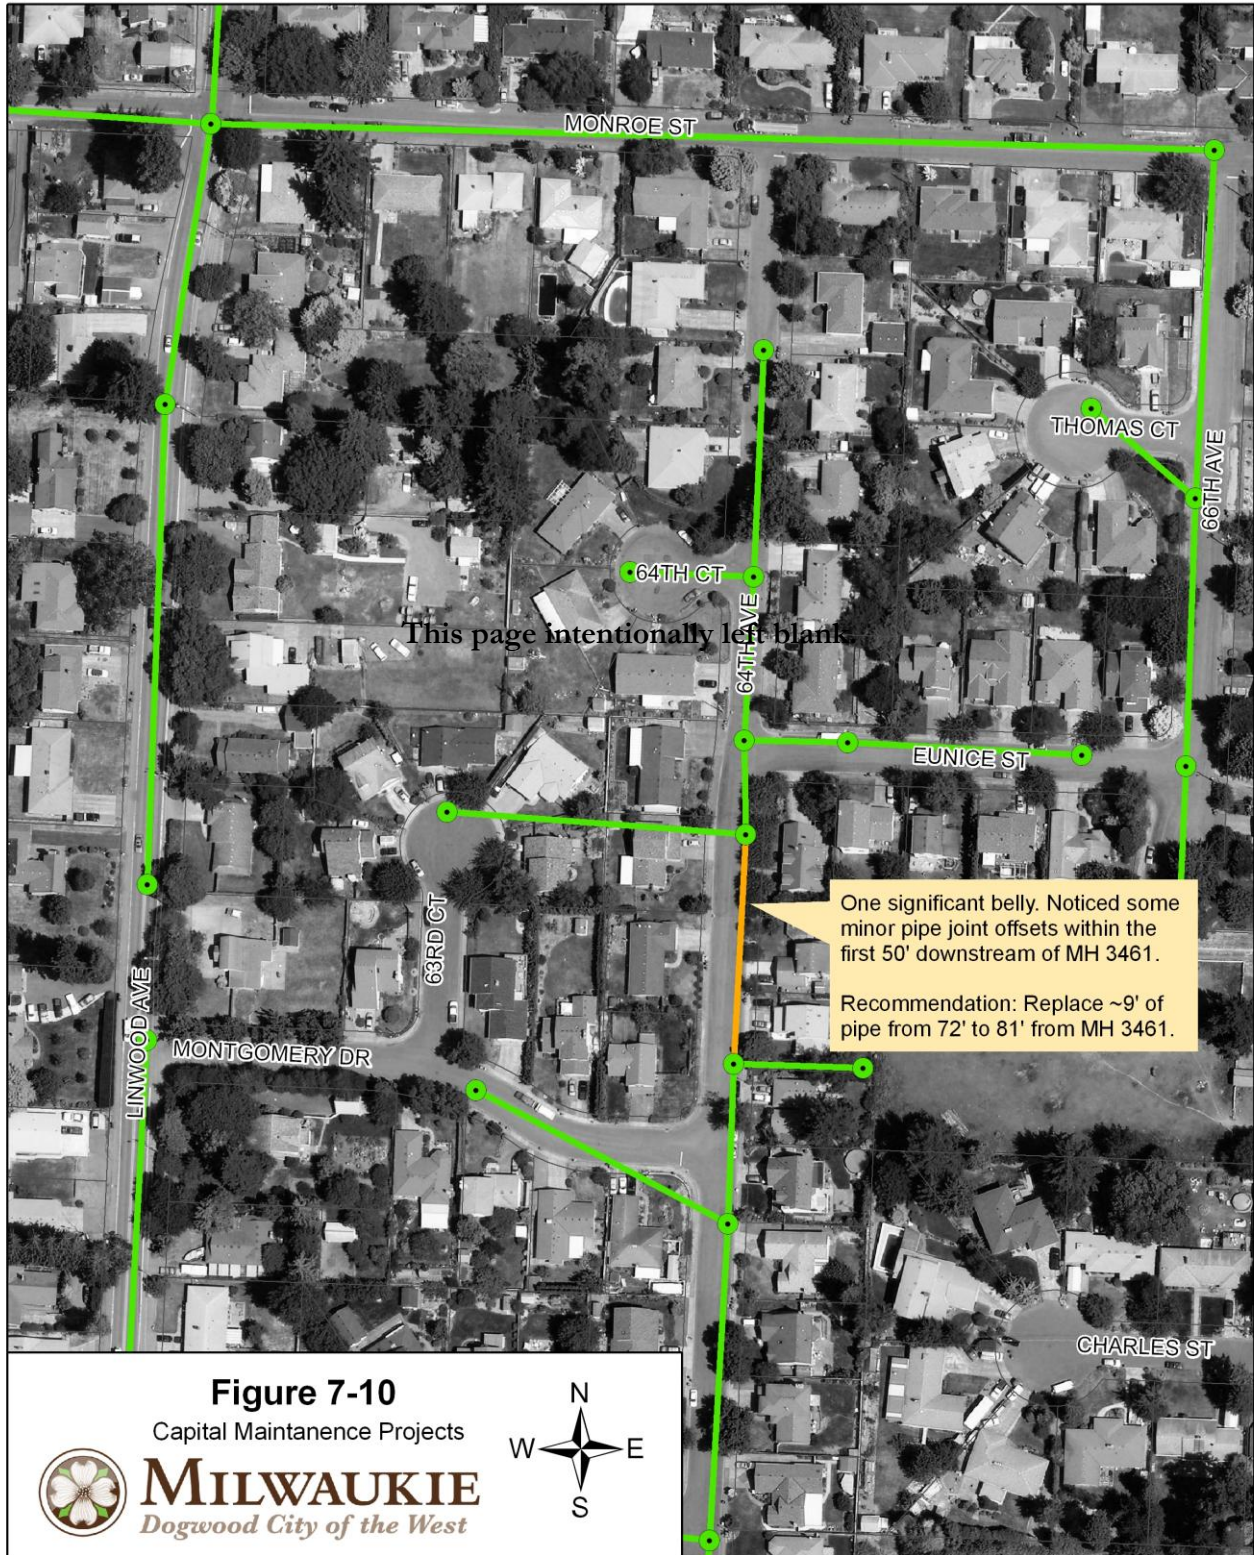 MONROE ST
THOMAS CT
66TH AVE
64TH CT
64TH AVE
This page intentionally left blank.
EUNICE ST
One significant belly. Noticed some
minor pipe joint offsets within the
first 50' downstream of MH 3461.
Recommendation: Replace ~9' of
pipe from 72' to 81' from MH 3461.
63RD CT
LINWOOD AVE
MONTGOMERY DR
CHARLES ST
Figure 7-10
Capital Maintanence Projects
N
W E
S
MILWAUKIE
Dogwood City of the West